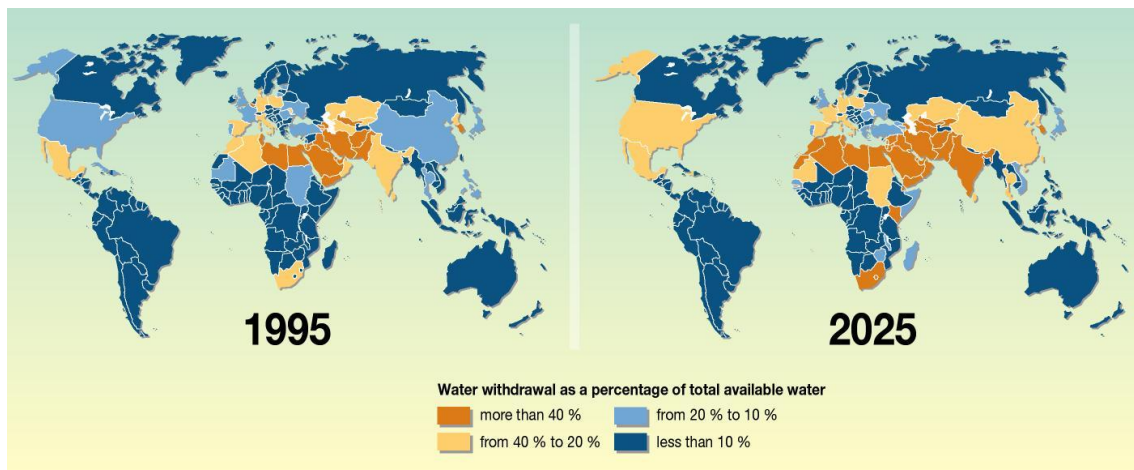 1995
2025
Water withdrawal as a percentage of total available water
more than 40 %
from 20 % to 10 %
from 40 % to 20 %
less than 10 %